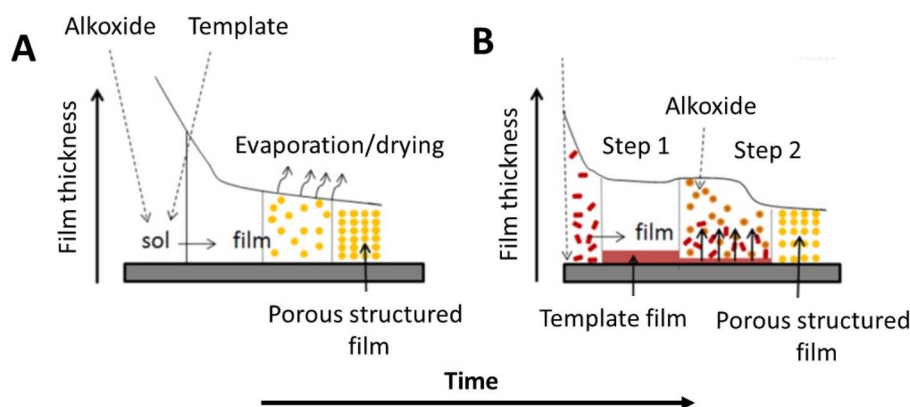 A
Alkoxide
Template
Film thickness
Evaporation/drying
sol
film
Porous structured
film
B
Film thickness
Step 1
Alkoxide
Step 2
film
Template film
Porous structured
film
Time